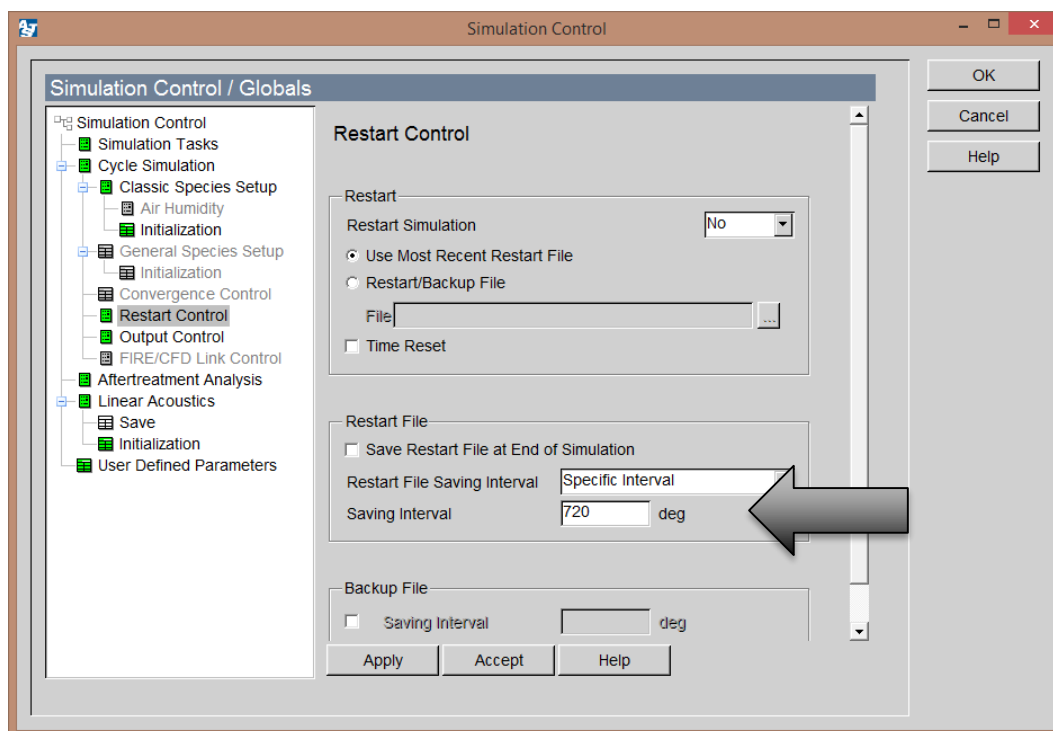 Simulation Control
OK
Cancel
Help
Simulation Control / Globals
Simulation Control
Simulation Tasks
Cycle Simulation
Classic Species Setup
Air Humidity
Initialization
General Species Setup
Initialization
Convergence Control
Restart Control
Output Control
FIRE/CFD Link Control
Aftertreatment Analysis
Linear Acoustics
Save
Initialization
User Defined Parameters
Restart Control
Restart
Restart Simulation No
Use Most Recent Restart File
Restart/Backup File
File ...
Time Reset
Restart File
Save Restart File at End of Simulation
Restart File Saving Interval Specific Interval
Saving Interval 720 deg
Backup File
Saving Interval deg
Apply Accept Help